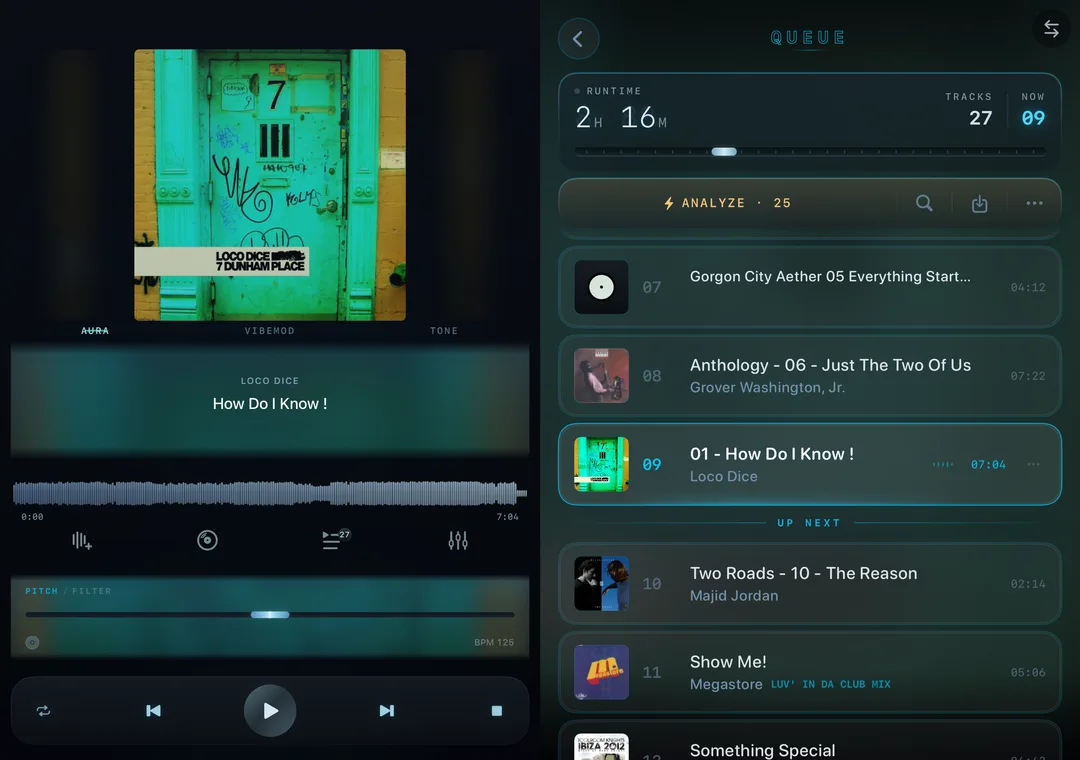 7
LOCO DICE
7 DUNHAM PLACE
AURA
VIBEMOD
TONE
LOCO DICE
How Do I Know !
0:00
7:04
27
PITCH / FILTER
BPM 125
QUEUE
RUNTIME
2H 16M
TRACKS
27
NOW
09
ANALYZE · 25
07
Gorgon City Aether 05 Everything Start...
04:12
08
Anthology - 06 - Just The Two Of Us
Grover Washington, Jr.
07:22
09
01 - How Do I Know !
Loco Dice
07:04
UP NEXT
10
Two Roads - 10 - The Reason
Majid Jordan
02:14
11
Show Me!
Megastore LUV' IN DA CLUB MIX
05:06
IBIZA 2012
Something Special